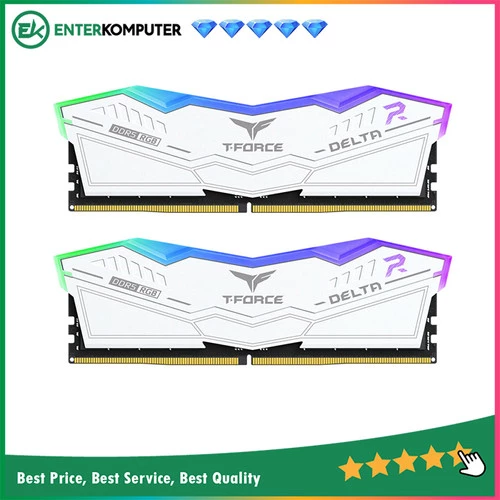 EK ENTERKOMPUTER
DDR5 RGB
T-FORCE
DELTA R
DDR5 RGB
T-FORCE
DELTA R
Best Price, Best Service, Best Quality